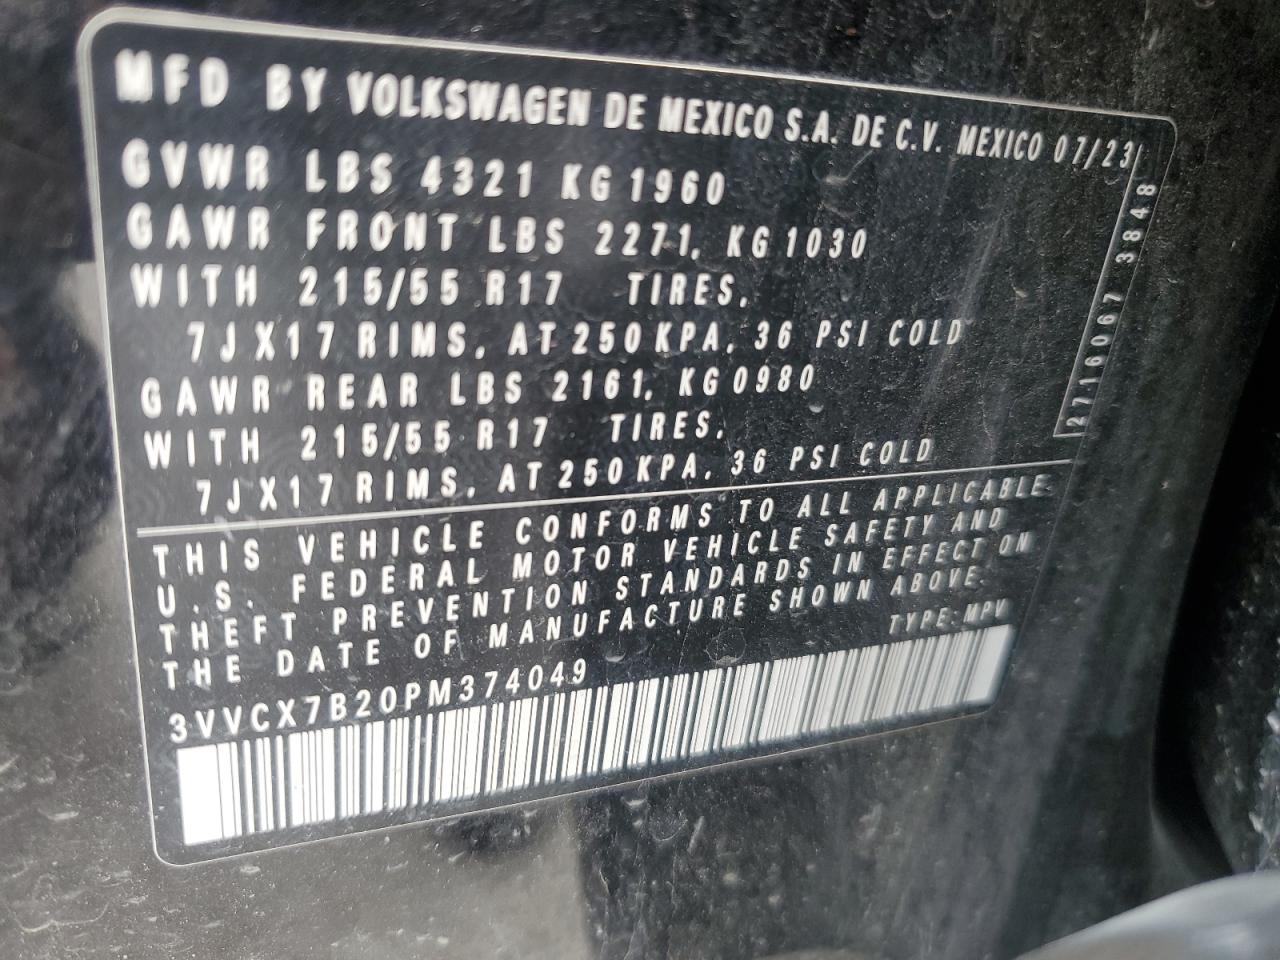 MFD BY VOLKSWAGEN DE MEXICO S.A. DE C.V. MEXICO 07/23
GVWR LBS 4321 KG 1960
GAWR FRONT LBS 2271, KG 1030
WITH 215/55 R17 TIRES,
7JX17 RIMS, AT 250 KPA, 36 PSI COLD
GAWR REAR LBS 2161, KG 0980
WITH 215/55 R17 TIRES,
7JX17 RIMS, AT 250 KPA, 36 PSI COLD
2716067 3848
THIS VEHICLE CONFORMS TO ALL APPLICABLE
U.S. FEDERAL MOTOR VEHICLE SAFETY AND
THEFT PREVENTION STANDARDS IN EFFECT ON
THE DATE OF MANUFACTURE SHOWN ABOVE.
TYPE: MPV
3VVCX7B20PM374049